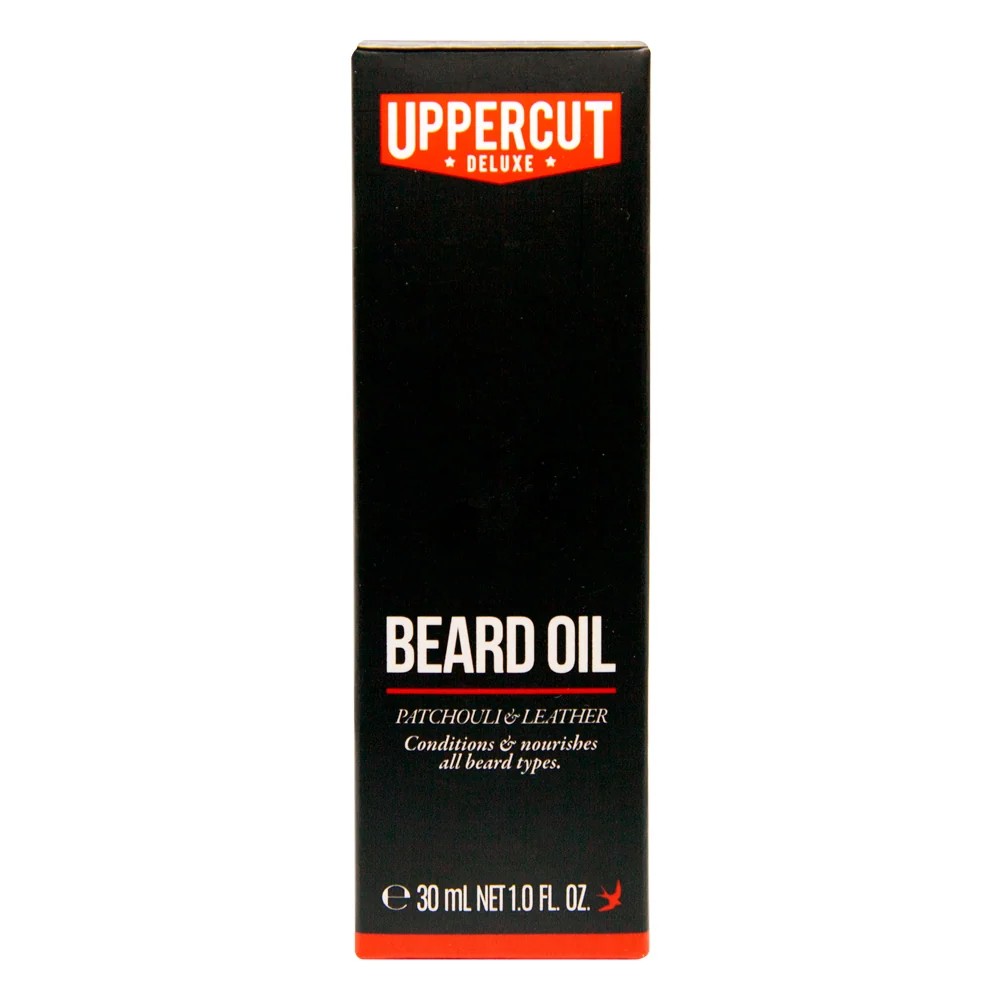 UPPERCUT
★ DELUXE ★
BEARD OIL
PATCHOULI & LEATHER
Conditions & nourishes
all beard types.
℮ 30 mL NET 1.0 FL. OZ.